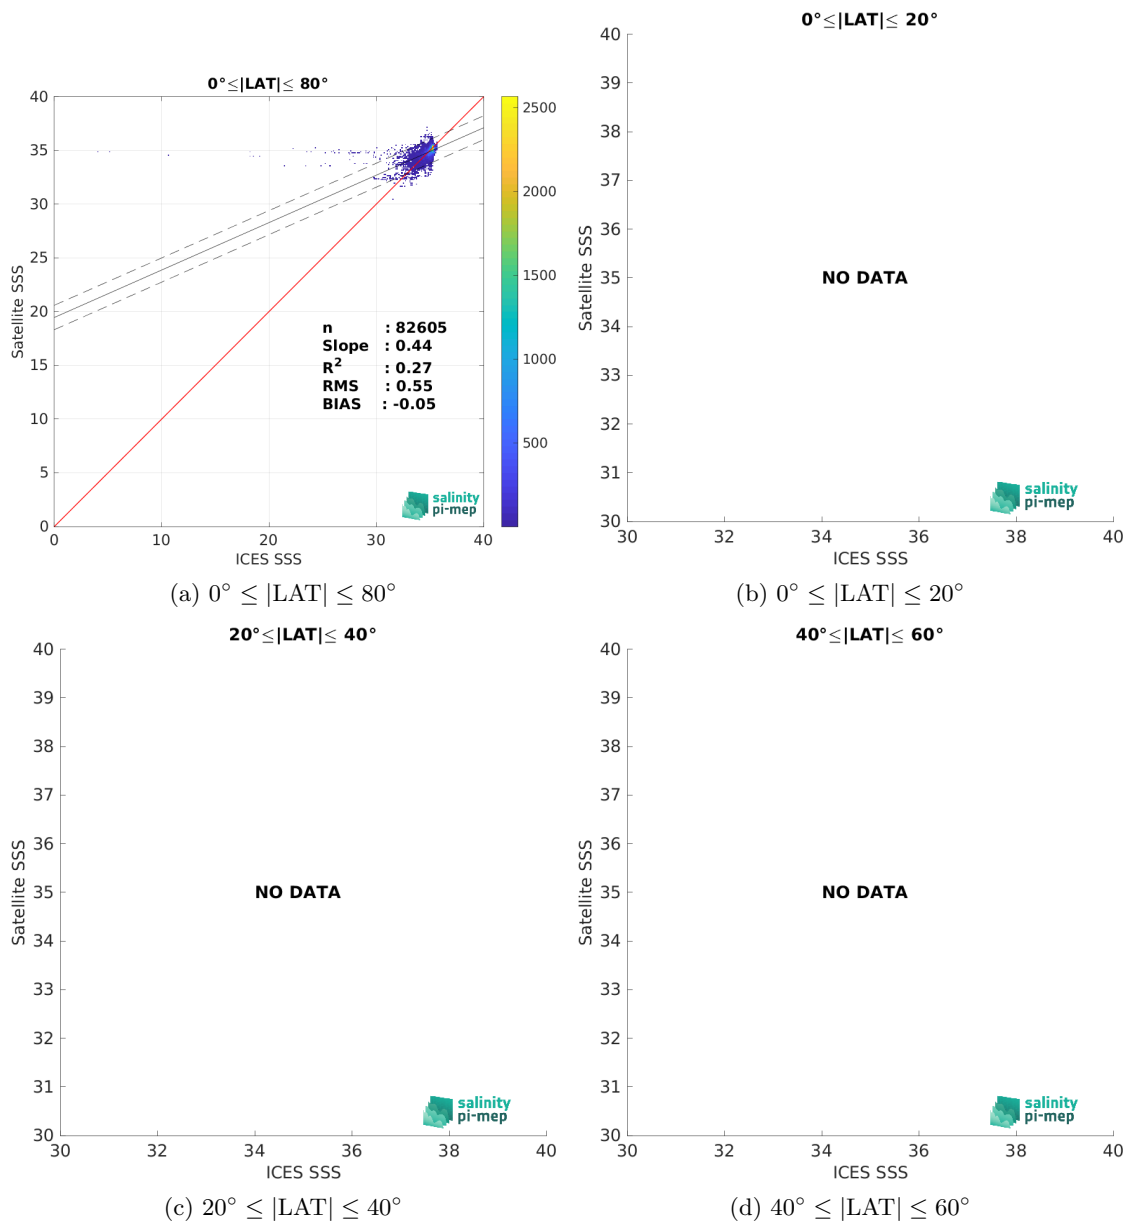 0°≤|LAT|≤ 80°
40
35
30
25
20
15
10
5
0
Satellite SSS
n : 82605
Slope : 0.44
R² : 0.27
RMS : 0.55
BIAS : -0.05
salinity
pi-mep
0 10 20 30 40
ICES SSS
2500
2000
1500
1000
500
(a) 0° ≤ |LAT| ≤ 80°
0°≤|LAT|≤ 20°
40
39
38
37
36
35
34
33
32
31
30
Satellite SSS
NO DATA
salinity
pi-mep
30 32 34 36 38 40
ICES SSS
(b) 0° ≤ |LAT| ≤ 20°
20°≤|LAT|≤ 40°
40
39
38
37
36
35
34
33
32
31
30
Satellite SSS
NO DATA
salinity
pi-mep
30 32 34 36 38 40
ICES SSS
(c) 20° ≤ |LAT| ≤ 40°
40°≤|LAT|≤ 60°
40
39
38
37
36
35
34
33
32
31
30
Satellite SSS
NO DATA
salinity
pi-mep
30 32 34 36 38 40
ICES SSS
(d) 40° ≤ |LAT| ≤ 60°